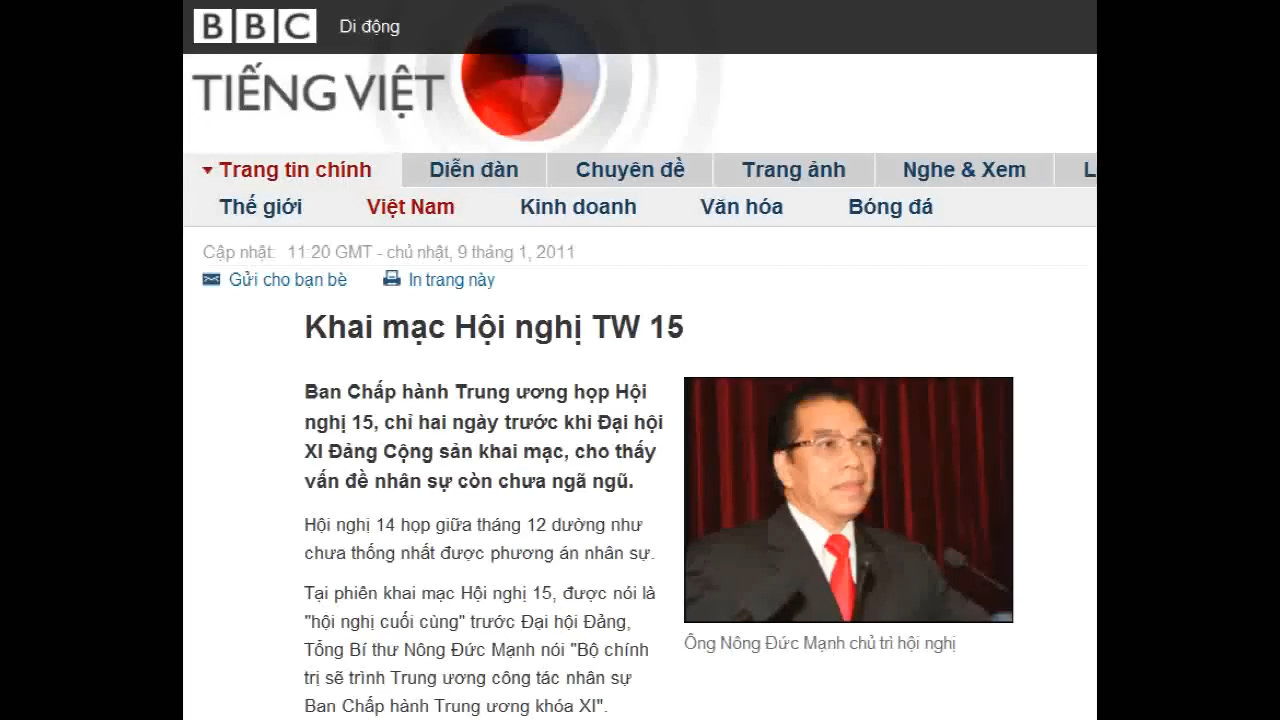 BBC Di động
TIẾNG VIỆT
Trang tin chính Diễn đàn Chuyên đề Trang ảnh Nghe & Xem L
Thế giới Việt Nam Kinh doanh Văn hóa Bóng đá
Cập nhật: 11:20 GMT - chủ nhật, 9 tháng 1, 2011
Gửi cho bạn bè In trang này
Khai mạc Hội nghị TW 15
Ban Chấp hành Trung ương họp Hội
nghị 15, chỉ hai ngày trước khi Đại hội
XI Đảng Cộng sản khai mạc, cho thấy
vấn đề nhân sự còn chưa ngã ngũ.
Hội nghị 14 họp giữa tháng 12 dường như
chưa thống nhất được phương án nhân sự.
Tại phiên khai mạc Hội nghị 15, được nói là
"hội nghị cuối cùng" trước Đại hội Đảng,
Tổng Bí thư Nông Đức Mạnh nói "Bộ chính
trị sẽ trình Trung ương công tác nhân sự
Ban Chấp hành Trung ương khóa XI".
Ông Nông Đức Mạnh chủ trì hội nghị